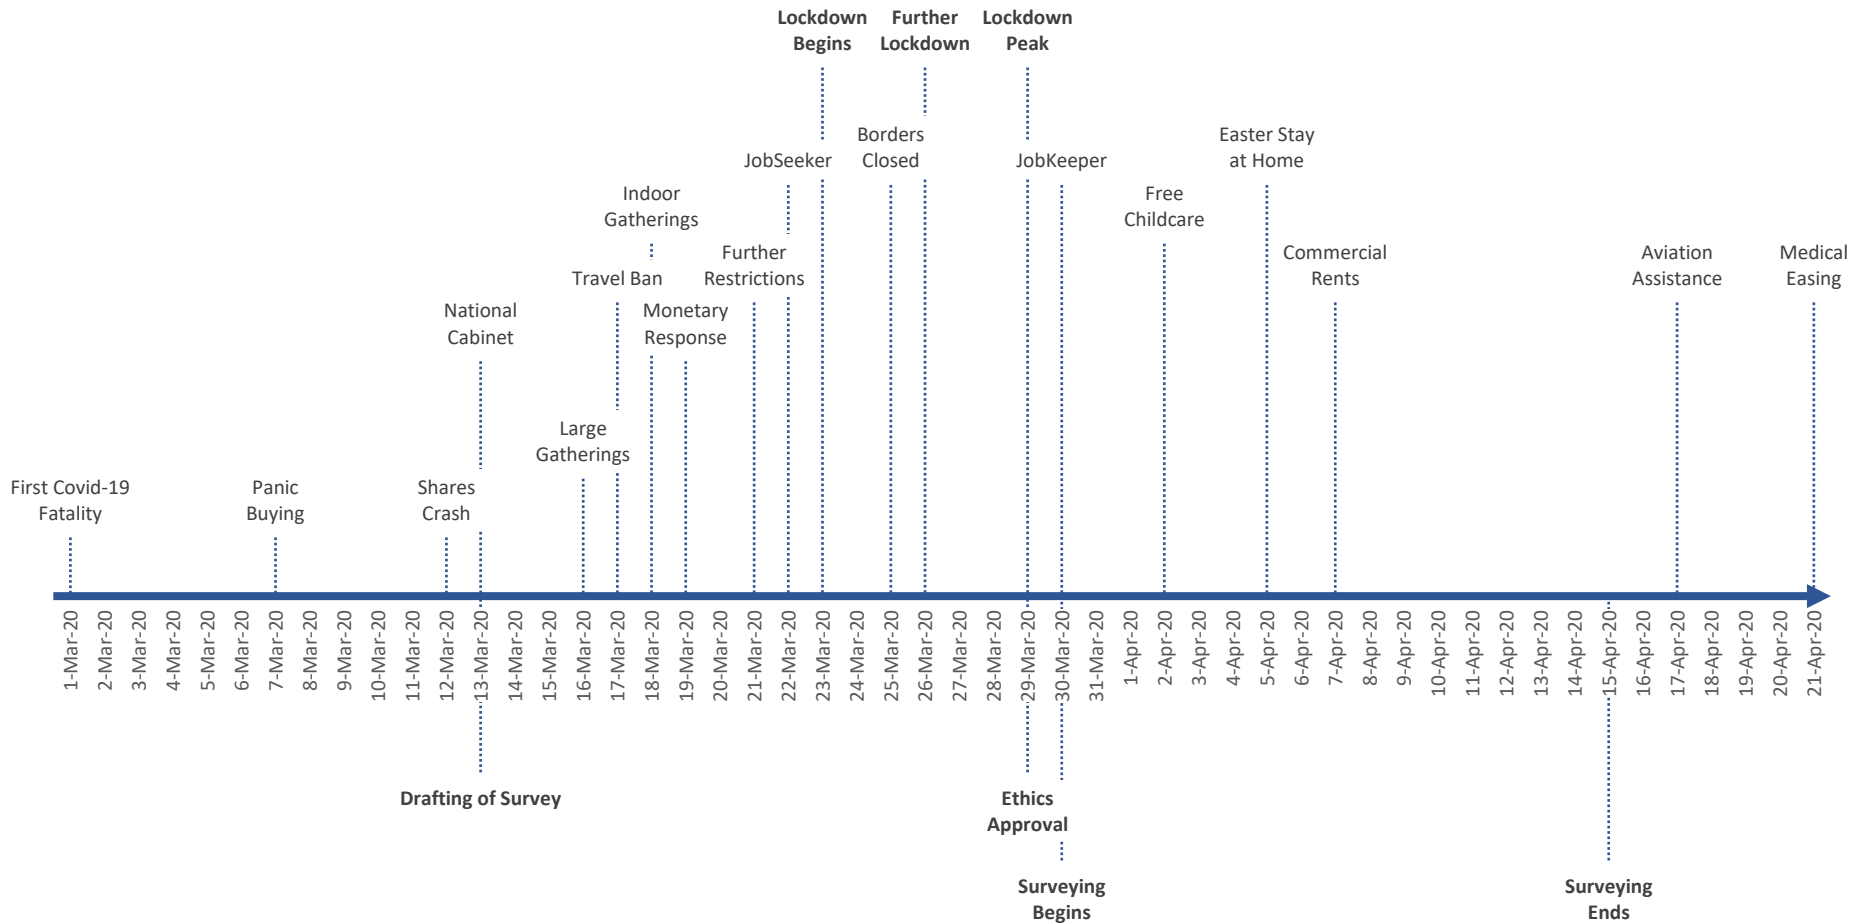 Lockdown
Begins
Further
Lockdown
Lockdown
Peak
Borders
Closed
Easter Stay
at Home
JobSeeker
JobKeeper
Indoor
Gatherings
Free
Childcare
Further
Restrictions
Commercial
Rents
Aviation
Assistance
Medical
Easing
Travel Ban
National
Cabinet
Monetary
Response
Large
Gatherings
First Covid-19
Fatality
Panic
Buying
Shares
Crash
1-Mar-20
2-Mar-20
3-Mar-20
4-Mar-20
5-Mar-20
6-Mar-20
7-Mar-20
8-Mar-20
9-Mar-20
10-Mar-20
11-Mar-20
12-Mar-20
13-Mar-20
14-Mar-20
15-Mar-20
16-Mar-20
17-Mar-20
18-Mar-20
19-Mar-20
20-Mar-20
21-Mar-20
22-Mar-20
23-Mar-20
24-Mar-20
25-Mar-20
26-Mar-20
27-Mar-20
28-Mar-20
29-Mar-20
30-Mar-20
31-Mar-20
1-Apr-20
2-Apr-20
3-Apr-20
4-Apr-20
5-Apr-20
6-Apr-20
7-Apr-20
8-Apr-20
9-Apr-20
10-Apr-20
11-Apr-20
12-Apr-20
13-Apr-20
14-Apr-20
15-Apr-20
16-Apr-20
17-Apr-20
18-Apr-20
19-Apr-20
20-Apr-20
21-Apr-20
Drafting of Survey
Ethics
Approval
Surveying
Begins
Surveying
Ends